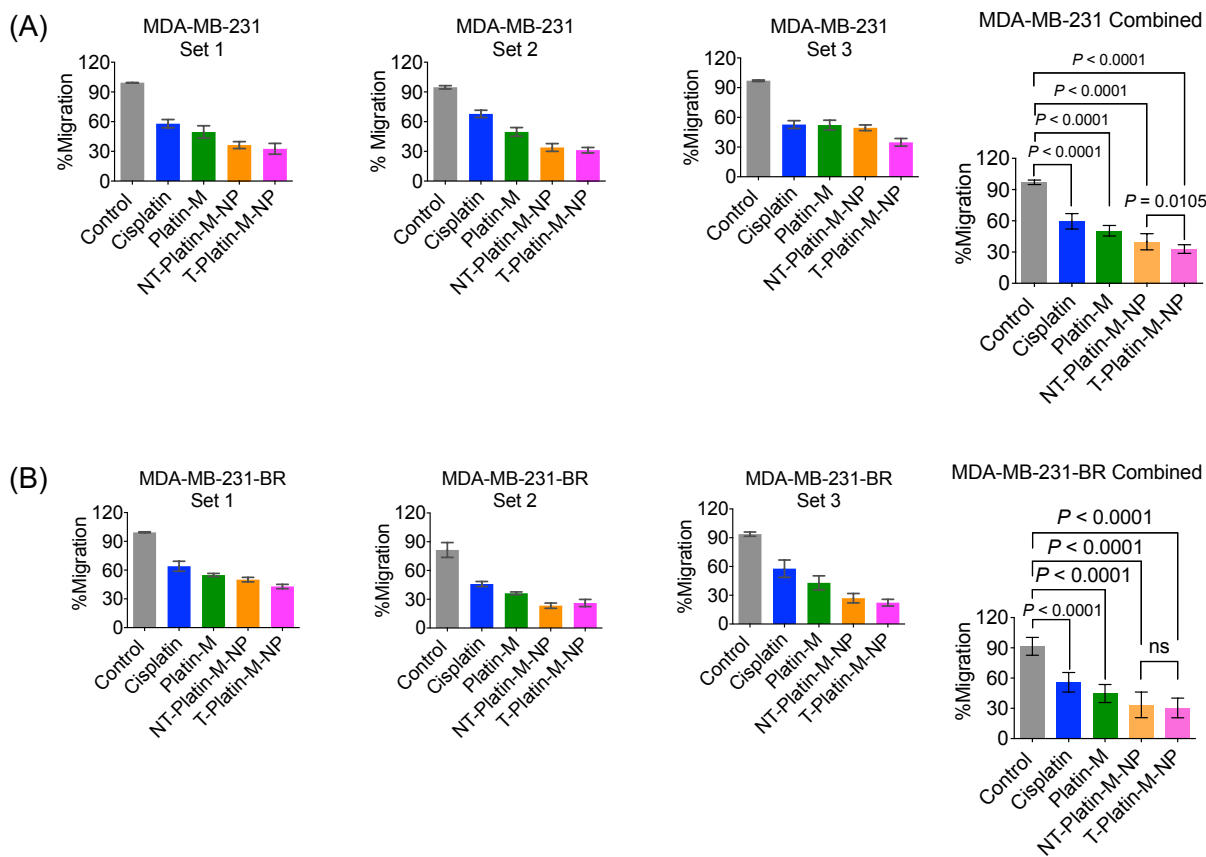 (A)
MDA-MB-231
Set 1
%Migration
120
90
60
30
0
Control
Cisplatin
Platin-M
NT-Platin-M-NP
T-Platin-M-NP
MDA-MB-231
Set 2
% Migration
120
90
60
30
0
Control
Cisplatin
Platin-M
NT-Platin-M-NP
T-Platin-M-NP
MDA-MB-231
Set 3
%Migration
120
90
60
30
0
Control
Cisplatin
Platin-M
NT-Platin-M-NP
T-Platin-M-NP
MDA-MB-231 Combined
P < 0.0001
P < 0.0001
P < 0.0001
P < 0.0001
P = 0.0105
%Migration
120
90
60
30
0
Control
Cisplatin
Platin-M
NT-Platin-M-NP
T-Platin-M-NP
(B)
MDA-MB-231-BR
Set 1
%Migration
120
90
60
30
0
Control
Cisplatin
Platin-M
NT-Platin-M-NP
T-Platin-M-NP
MDA-MB-231-BR
Set 2
%Migration
120
90
60
30
0
Control
Cisplatin
Platin-M
NT-Platin-M-NP
T-Platin-M-NP
MDA-MB-231-BR
Set 3
%Migration
120
90
60
30
0
Control
Cisplatin
Platin-M
NT-Platin-M-NP
T-Platin-M-NP
MDA-MB-231-BR Combined
P < 0.0001
P < 0.0001
P < 0.0001
P < 0.0001
ns
%Migration
120
90
60
30
0
Control
Cisplatin
Platin-M
NT-Platin-M-NP
T-Platin-M-NP